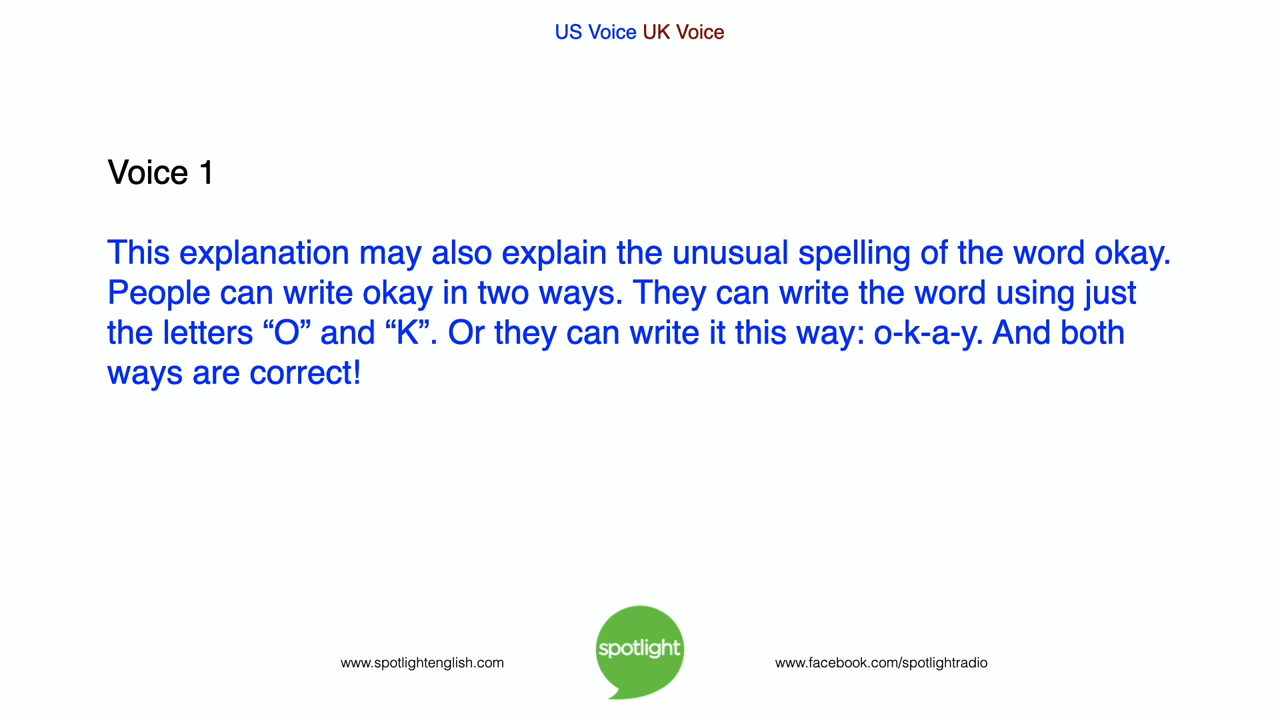 US Voice UK Voice
Voice 1
This explanation may also explain the unusual spelling of the word okay.
People can write okay in two ways. They can write the word using just
the letters “O” and “K”. Or they can write it this way: o-k-a-y. And both
ways are correct!
spotlight
www.spotlightenglish.com
www.facebook.com/spotlightradio